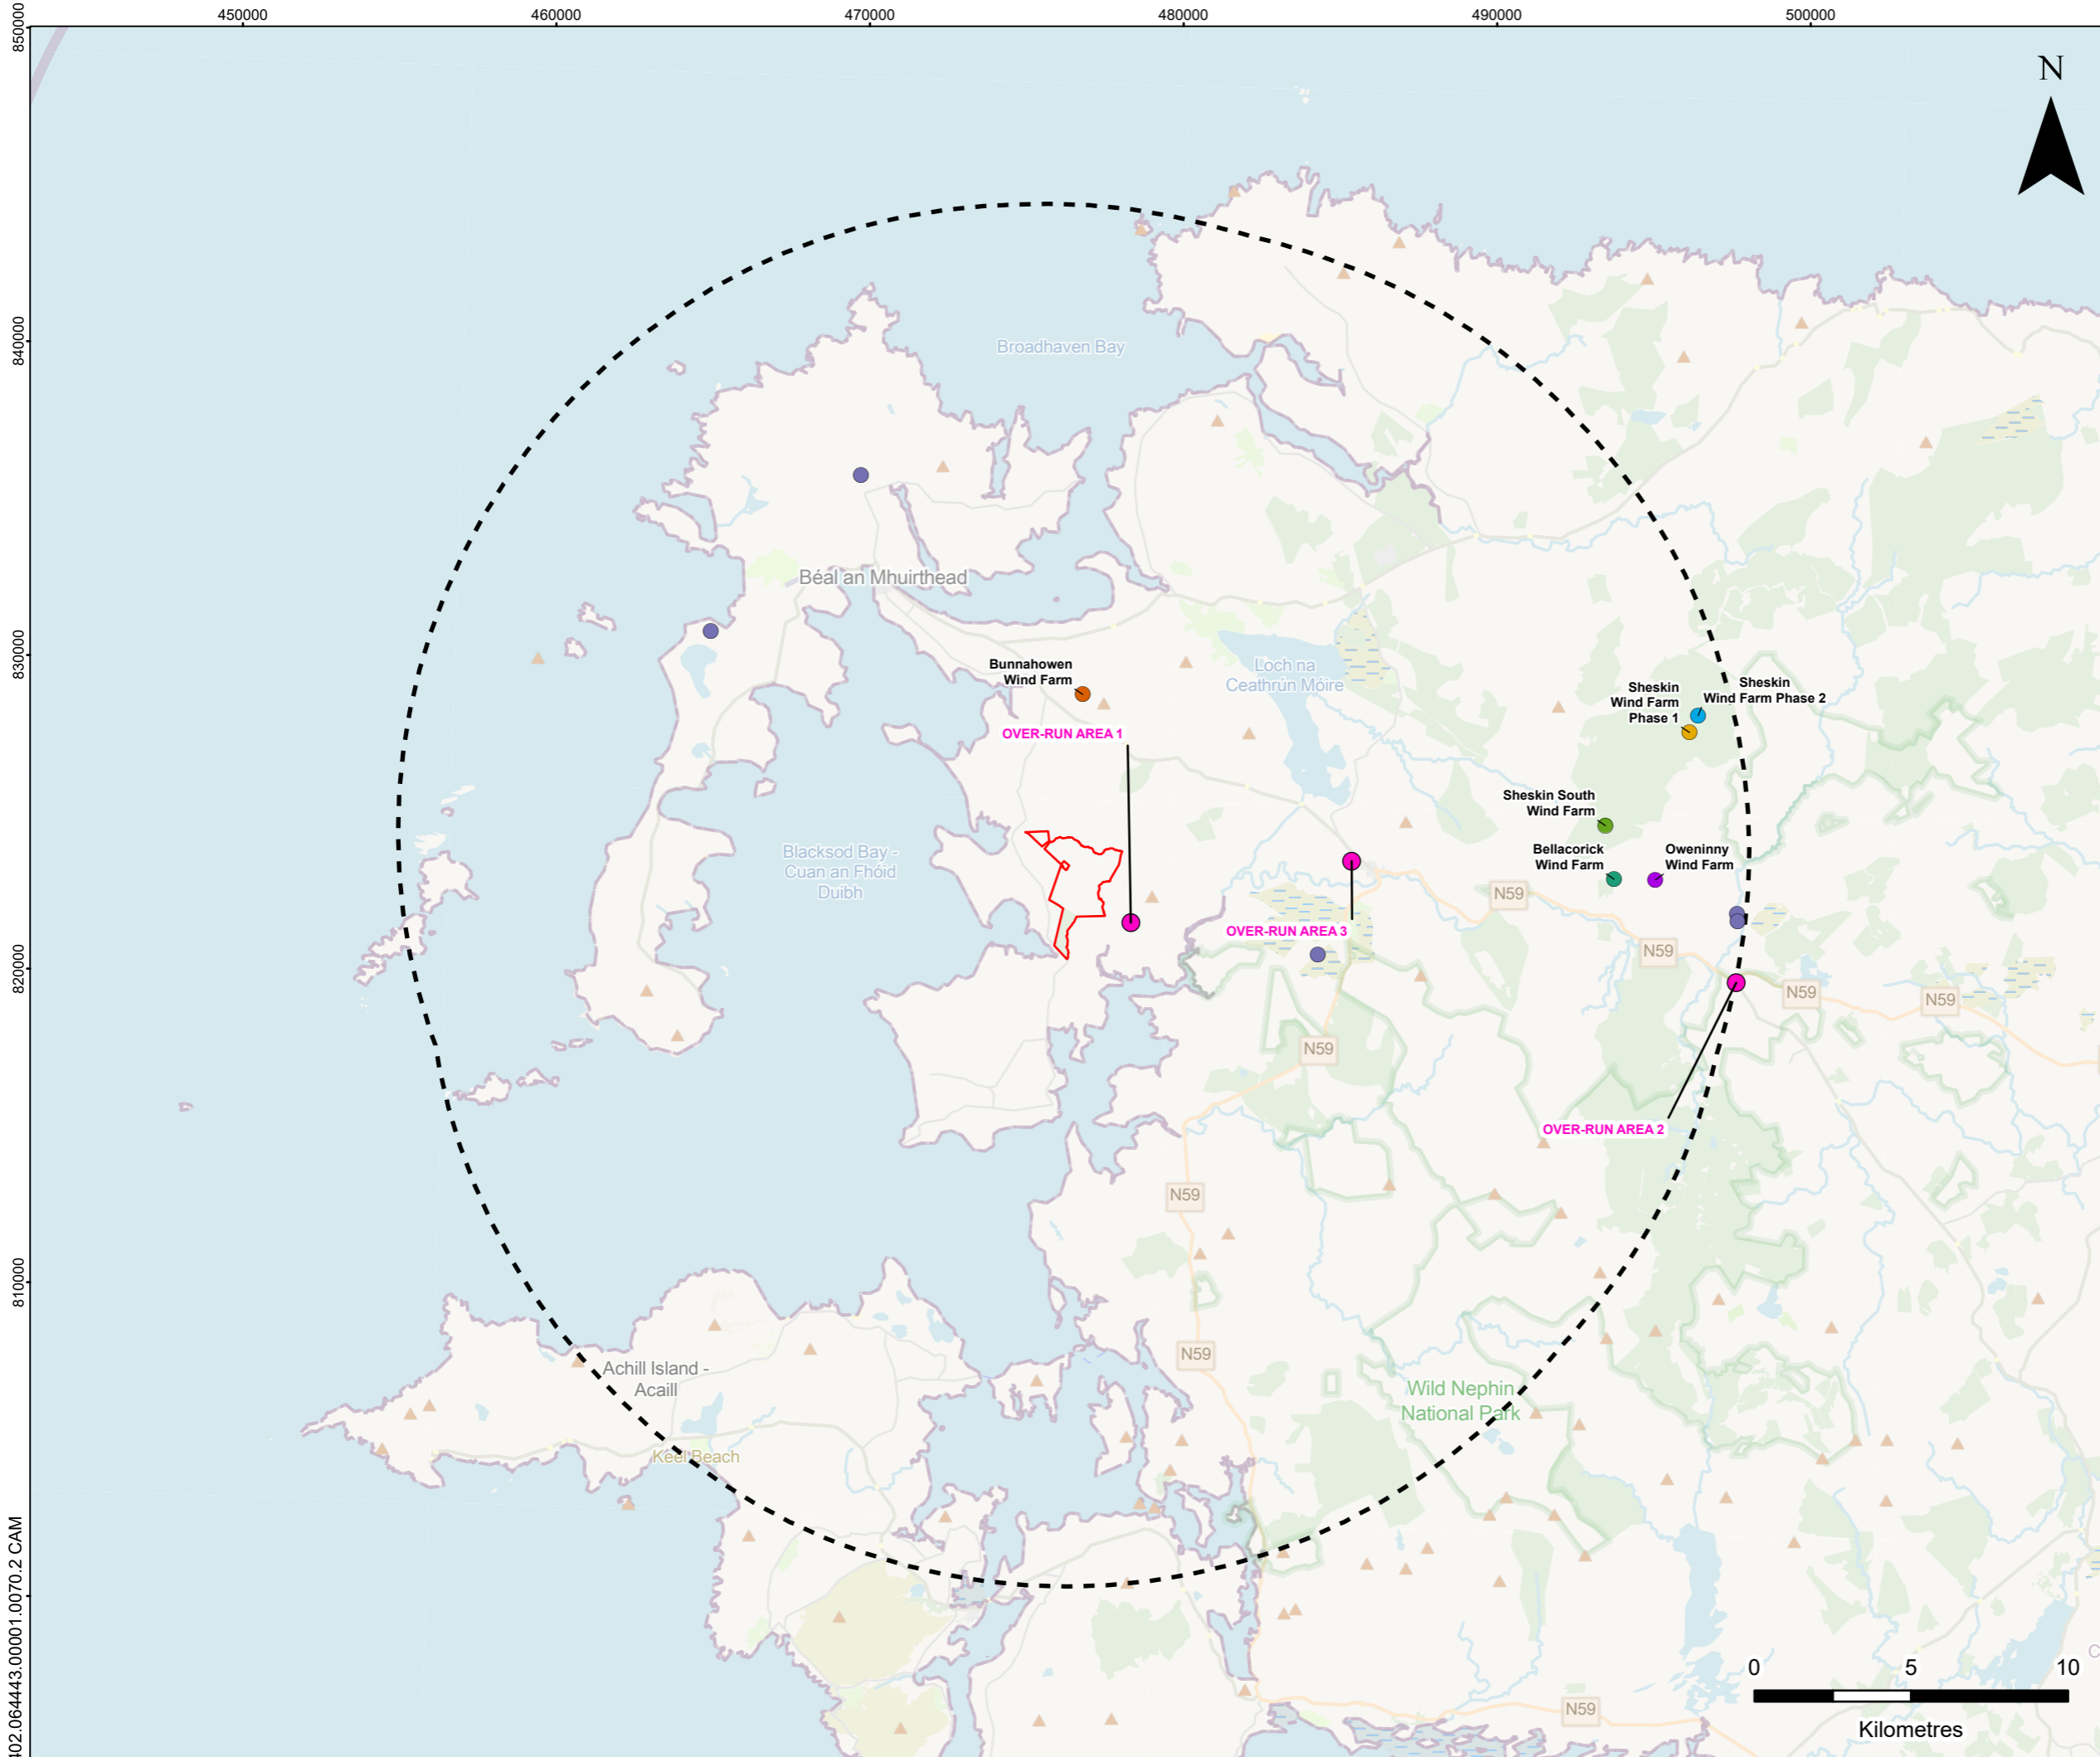 450000
460000
470000
480000
490000
500000
850000
840000
830000
820000
810000
N
Broadhaven Bay
Béal an Mhuirthead
Bunnahowen
Wind Farm
Loch na
Ceathrún Móire
Sheskin
Wind Farm
Phase 1
Sheskin
Wind Farm Phase 2
OVER-RUN AREA 1
Sheskin South
Wind Farm
Blacksod Bay -
Cuan an Fhóid
Duibh
Bellacorick
Wind Farm
Oweninny
Wind Farm
N59
OVER-RUN AREA 3
N59
N59
N59
N59
OVER-RUN AREA 2
N59
N59
Achill Island -
Acaill
Wild Nephin
National Park
Keel Beach
N59
0
5
10
Kilometres
402.064443.00001.0070.2 CAM